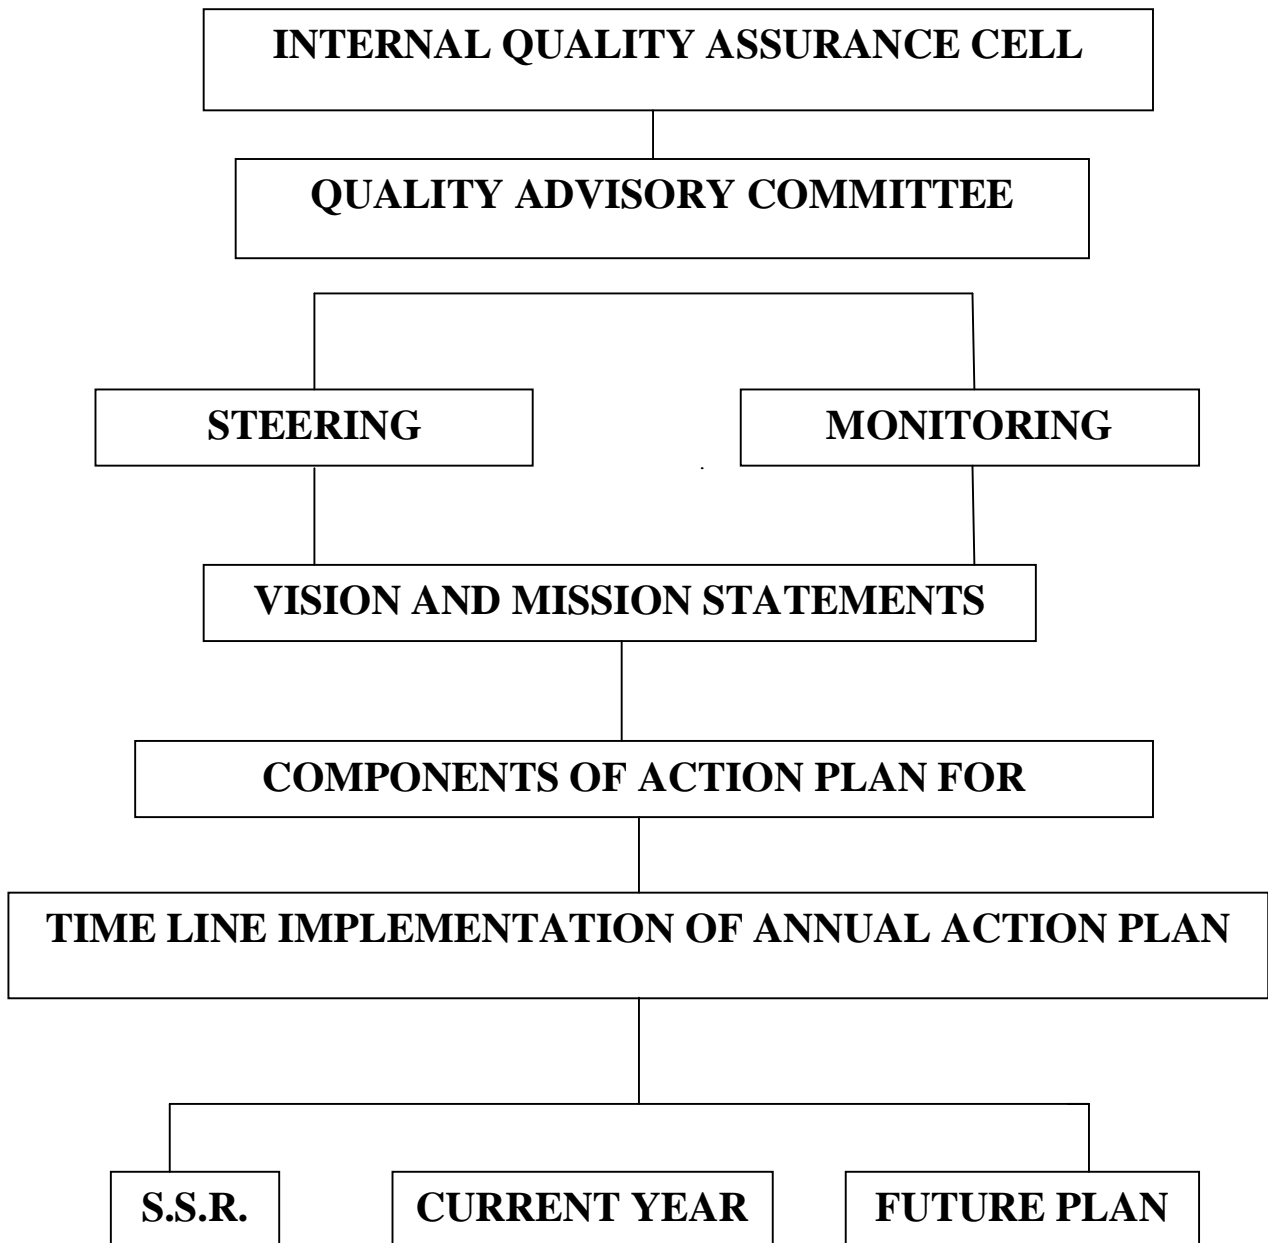 INTERNAL QUALITY ASSURANCE CELL
QUALITY ADVISORY COMMITTEE
STEERING
MONITORING
VISION AND MISSION STATEMENTS
COMPONENTS OF ACTION PLAN FOR
TIME LINE IMPLEMENTATION OF ANNUAL ACTION PLAN
S.S.R.
CURRENT YEAR
FUTURE PLAN